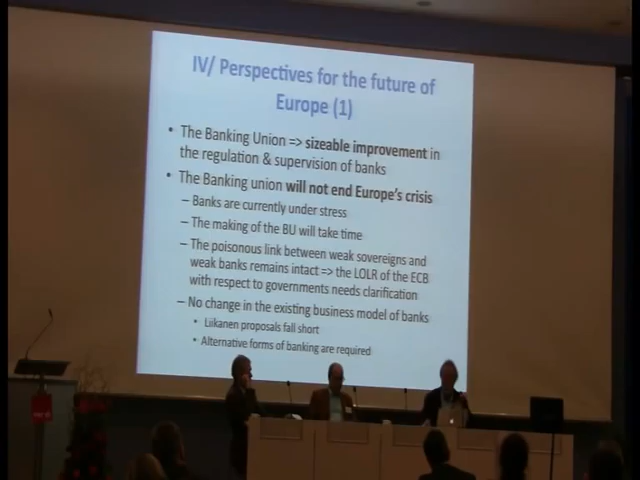 IV/ Perspectives for the future of
Europe (1)
• The Banking Union => sizeable improvement in
the regulation & supervision of banks
• The Banking union will not end Europe's crisis
– Banks are currently under stress
– The making of the BU will take time
– The poisonous link between weak sovereigns and
weak banks remains intact => the LOLR of the ECB
with respect to governments needs clarification
– No change in the existing business model of banks
• Liikanen proposals fall short
• Alternative forms of banking are required